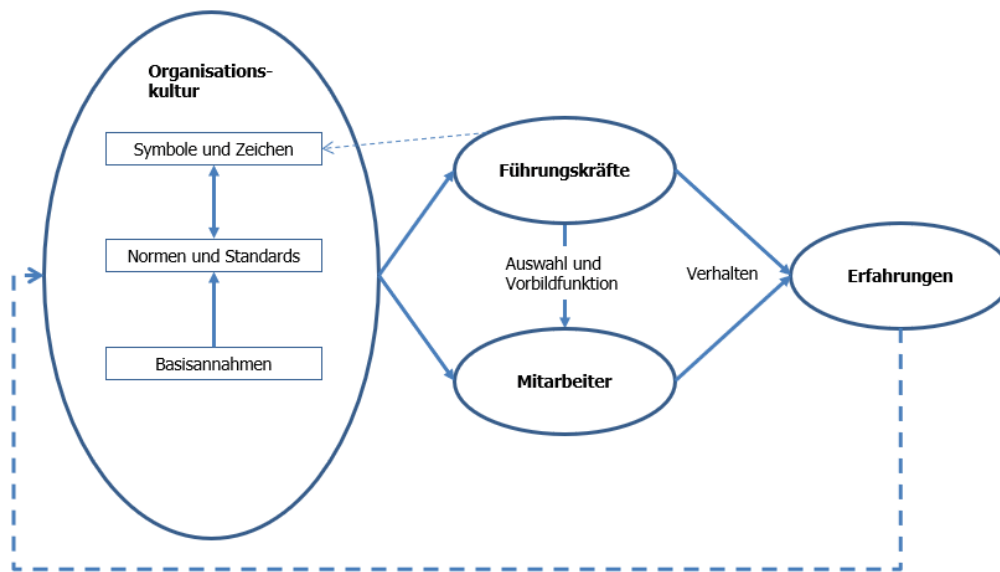 Organisations-
kultur
Symbole und Zeichen
Normen und Standards
Basisannahmen
Führungskräfte
Auswahl und
Vorbildfunktion
Mitarbeiter
Verhalten
Erfahrungen